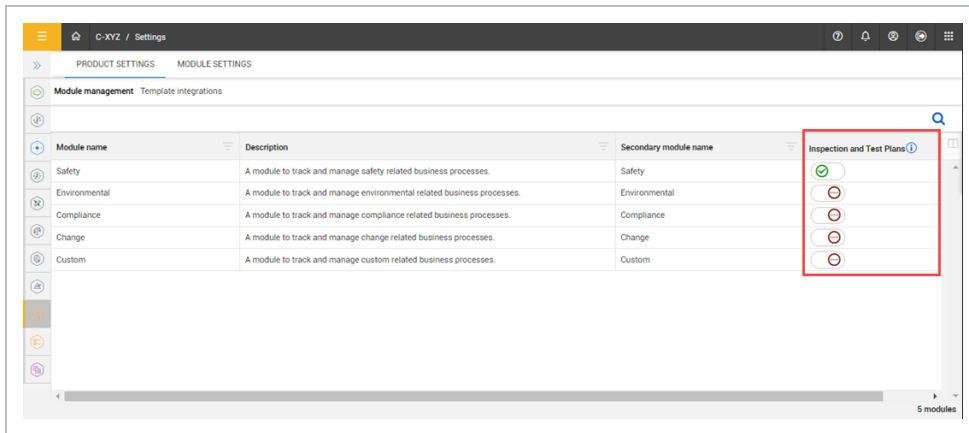 C-XYZ / Settings
PRODUCT SETTINGS MODULE SETTINGS
Module management Template integrations
Module name Description Secondary module name Inspection and Test Plans
Safety A module to track and manage safety related business processes. Safety
Environmental A module to track and manage environmental related business processes. Environmental
Compliance A module to track and manage compliance related business processes. Compliance
Change A module to track and manage change related business processes. Change
Custom A module to track and manage custom related business processes. Custom
5 modules